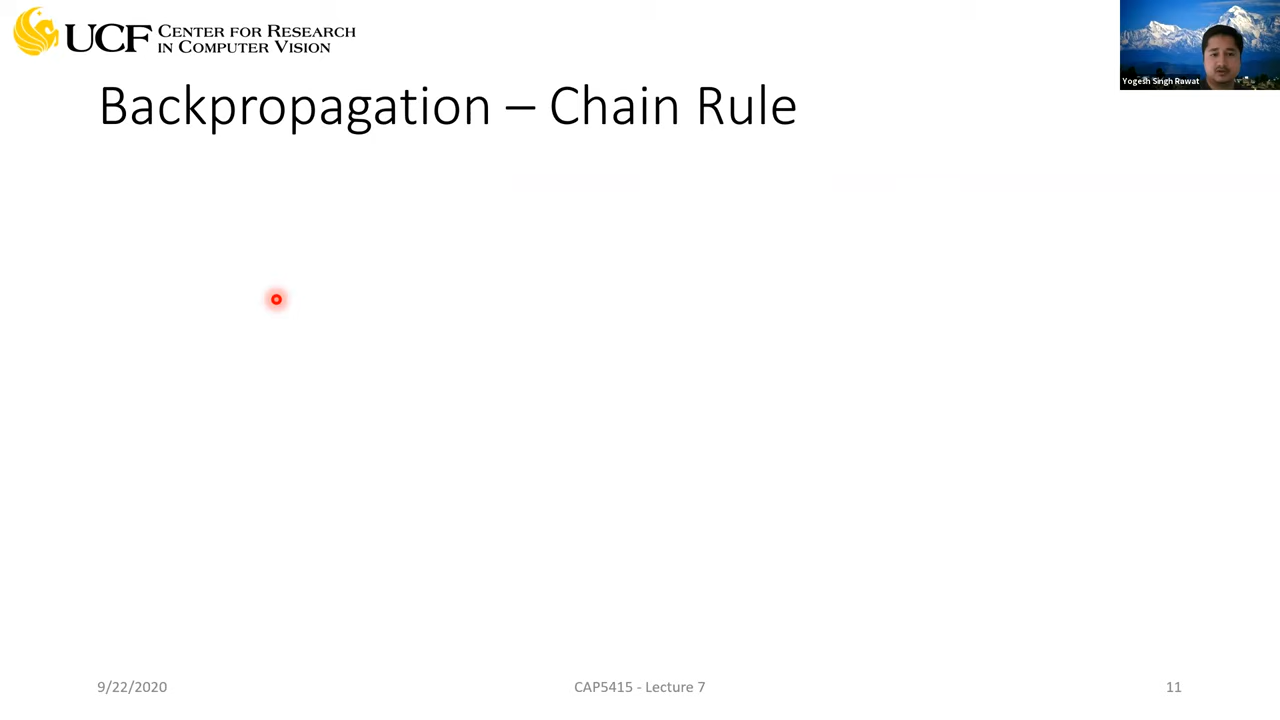 UCF CENTER FOR RESEARCH
IN COMPUTER VISION
Yogesh Singh Rawat
Backpropagation – Chain Rule
9/22/2020
CAP5415 - Lecture 7
11